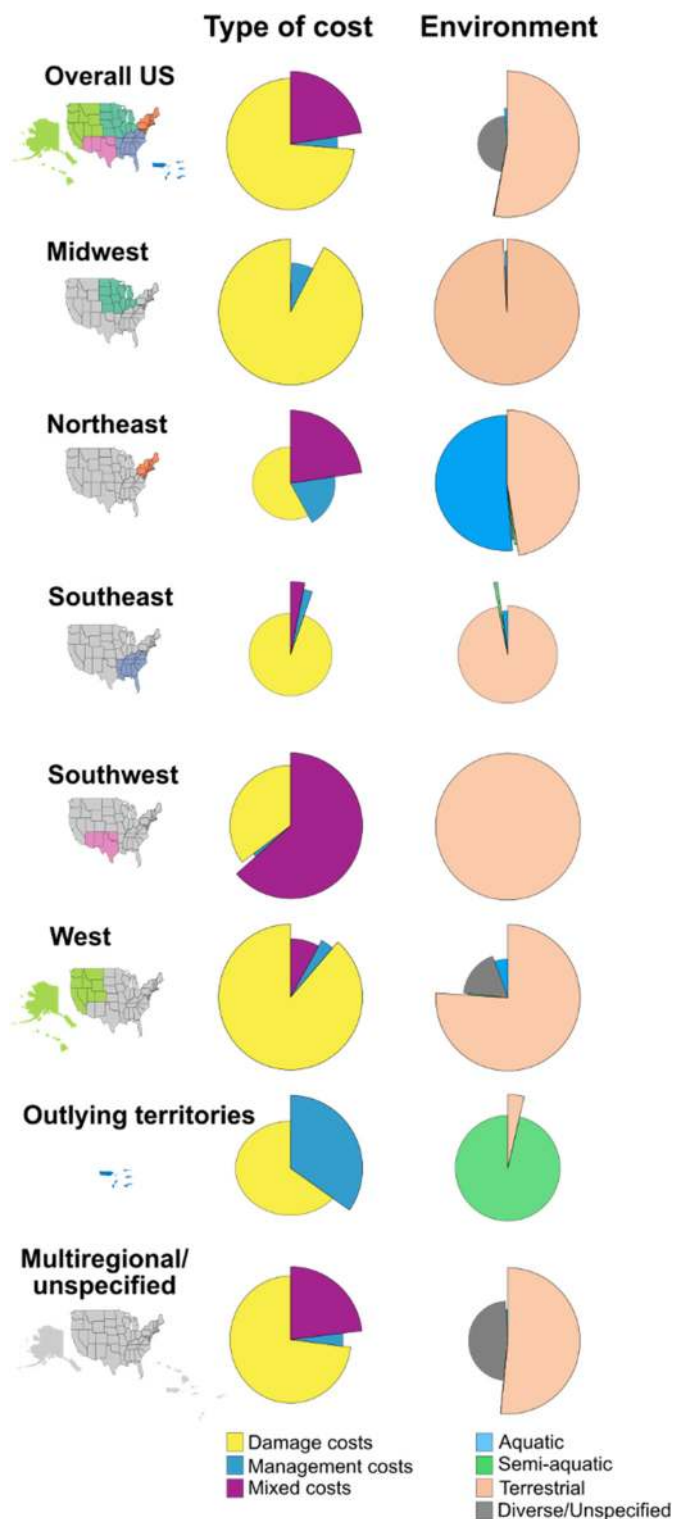 Type of cost Environment
Overall US
Midwest
Northeast
Southeast
Southwest
West
Outlying territories
Multiregional/
unspecified
Damage costs
Management costs
Mixed costs
Aquatic
Semi-aquatic
Terrestrial
Diverse/Unspecified